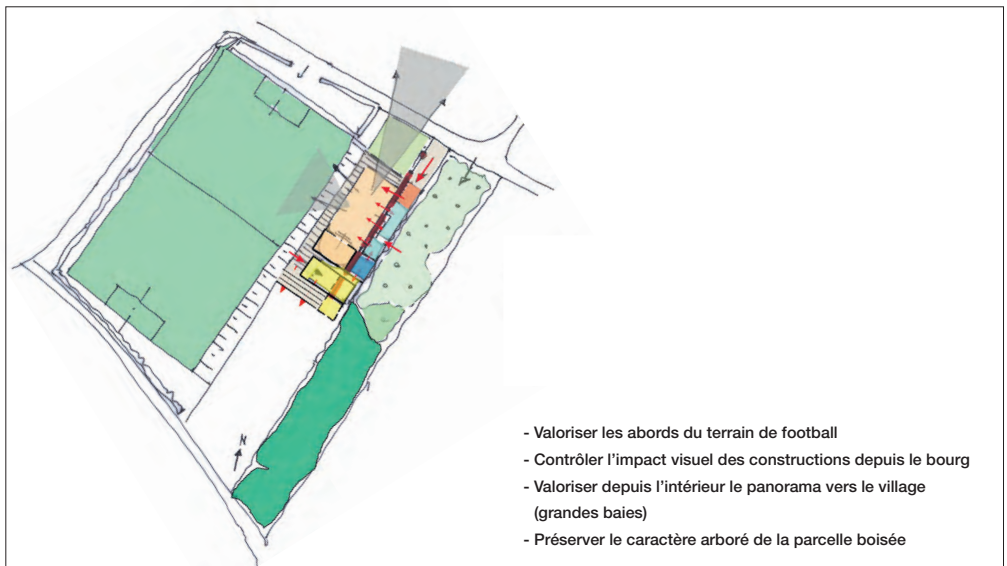 N
- Valoriser les abords du terrain de football
- Contrôler l'impact visuel des constructions depuis le bourg
- Valoriser depuis l'intérieur le panorama vers le village
(grandes baies)
- Préserver le caractère arboré de la parcelle boisée